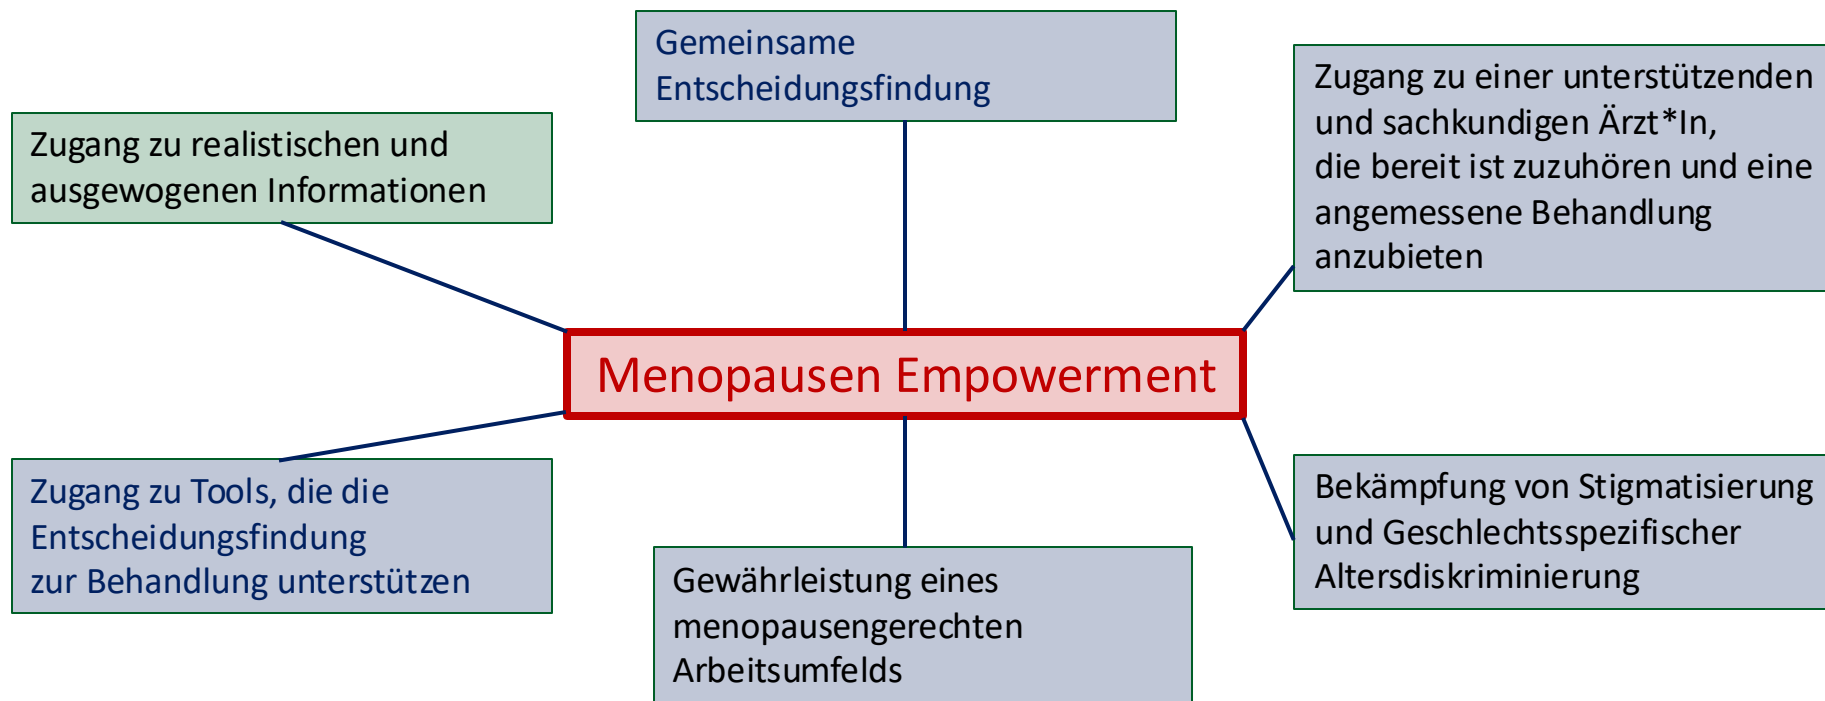 Gemeinsame
Entscheidungsfindung
Zugang zu realistischen und
ausgewogenen Informationen
Zugang zu einer unterstützenden
und sachkundigen Ärzt*In,
die bereit ist zuzuhören und eine
angemessene Behandlung
anzubieten
Menopausen Empowerment
Zugang zu Tools, die die
Entscheidungsfindung
zur Behandlung unterstützen
Gewährleistung eines
menopausengerechten
Arbeitsumfelds
Bekämpfung von Stigmatisierung
und Geschlechtsspezifischer
Altersdiskriminierung